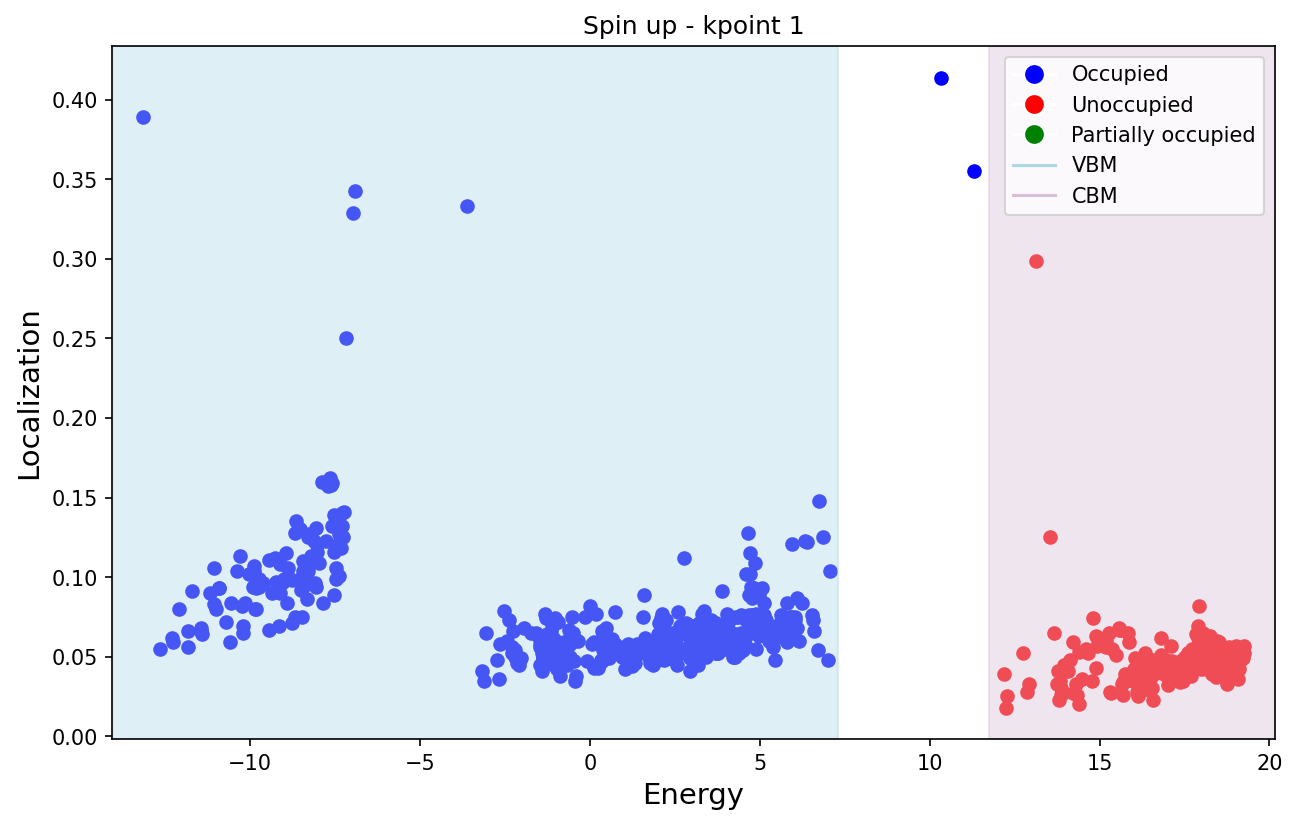 Spin up - kpoint 1
Localization
0.40
0.35
0.30
0.25
0.20
0.15
0.10
0.05
0.00
−10
−5
0
5
10
15
20
Energy
Occupied
Unoccupied
Partially occupied
VBM
CBM